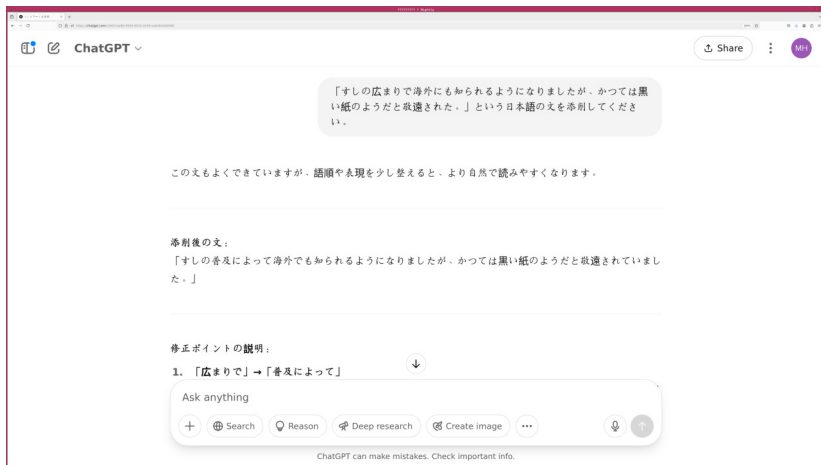 ChatGPT
Share
MH
「すしの広まりで海外にも知られるようになりましたが、かつては黒
い紙のようだと敬遠された。」という日本語の文を添削してくださ
い。
この文もよくできていますが、語順や表現を少し整えると、より自然で読みやすくなります。
添削後の文：
「すしの普及によって海外でも知られるようになりましたが、かつては黒い紙のようだと敬遠されていまし
た。」
修正ポイントの説明：
1. 「広まりで」→「普及によって」
Ask anything
Search
Reason
Deep research
Create image
ChatGPT can make mistakes. Check important info.